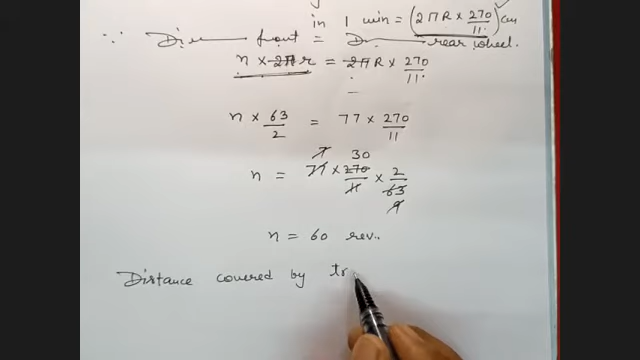 in 1 min = (2πR × 270/11) cm
∵ Dis front = Dis rear wheel.
n × 2πr = 2πR × 270/11
n × 63/2 = 77 × 270/11
7 30
n = 77 × 270/11 × 2/63
9
n = 60 rev..
Distance covered by tr